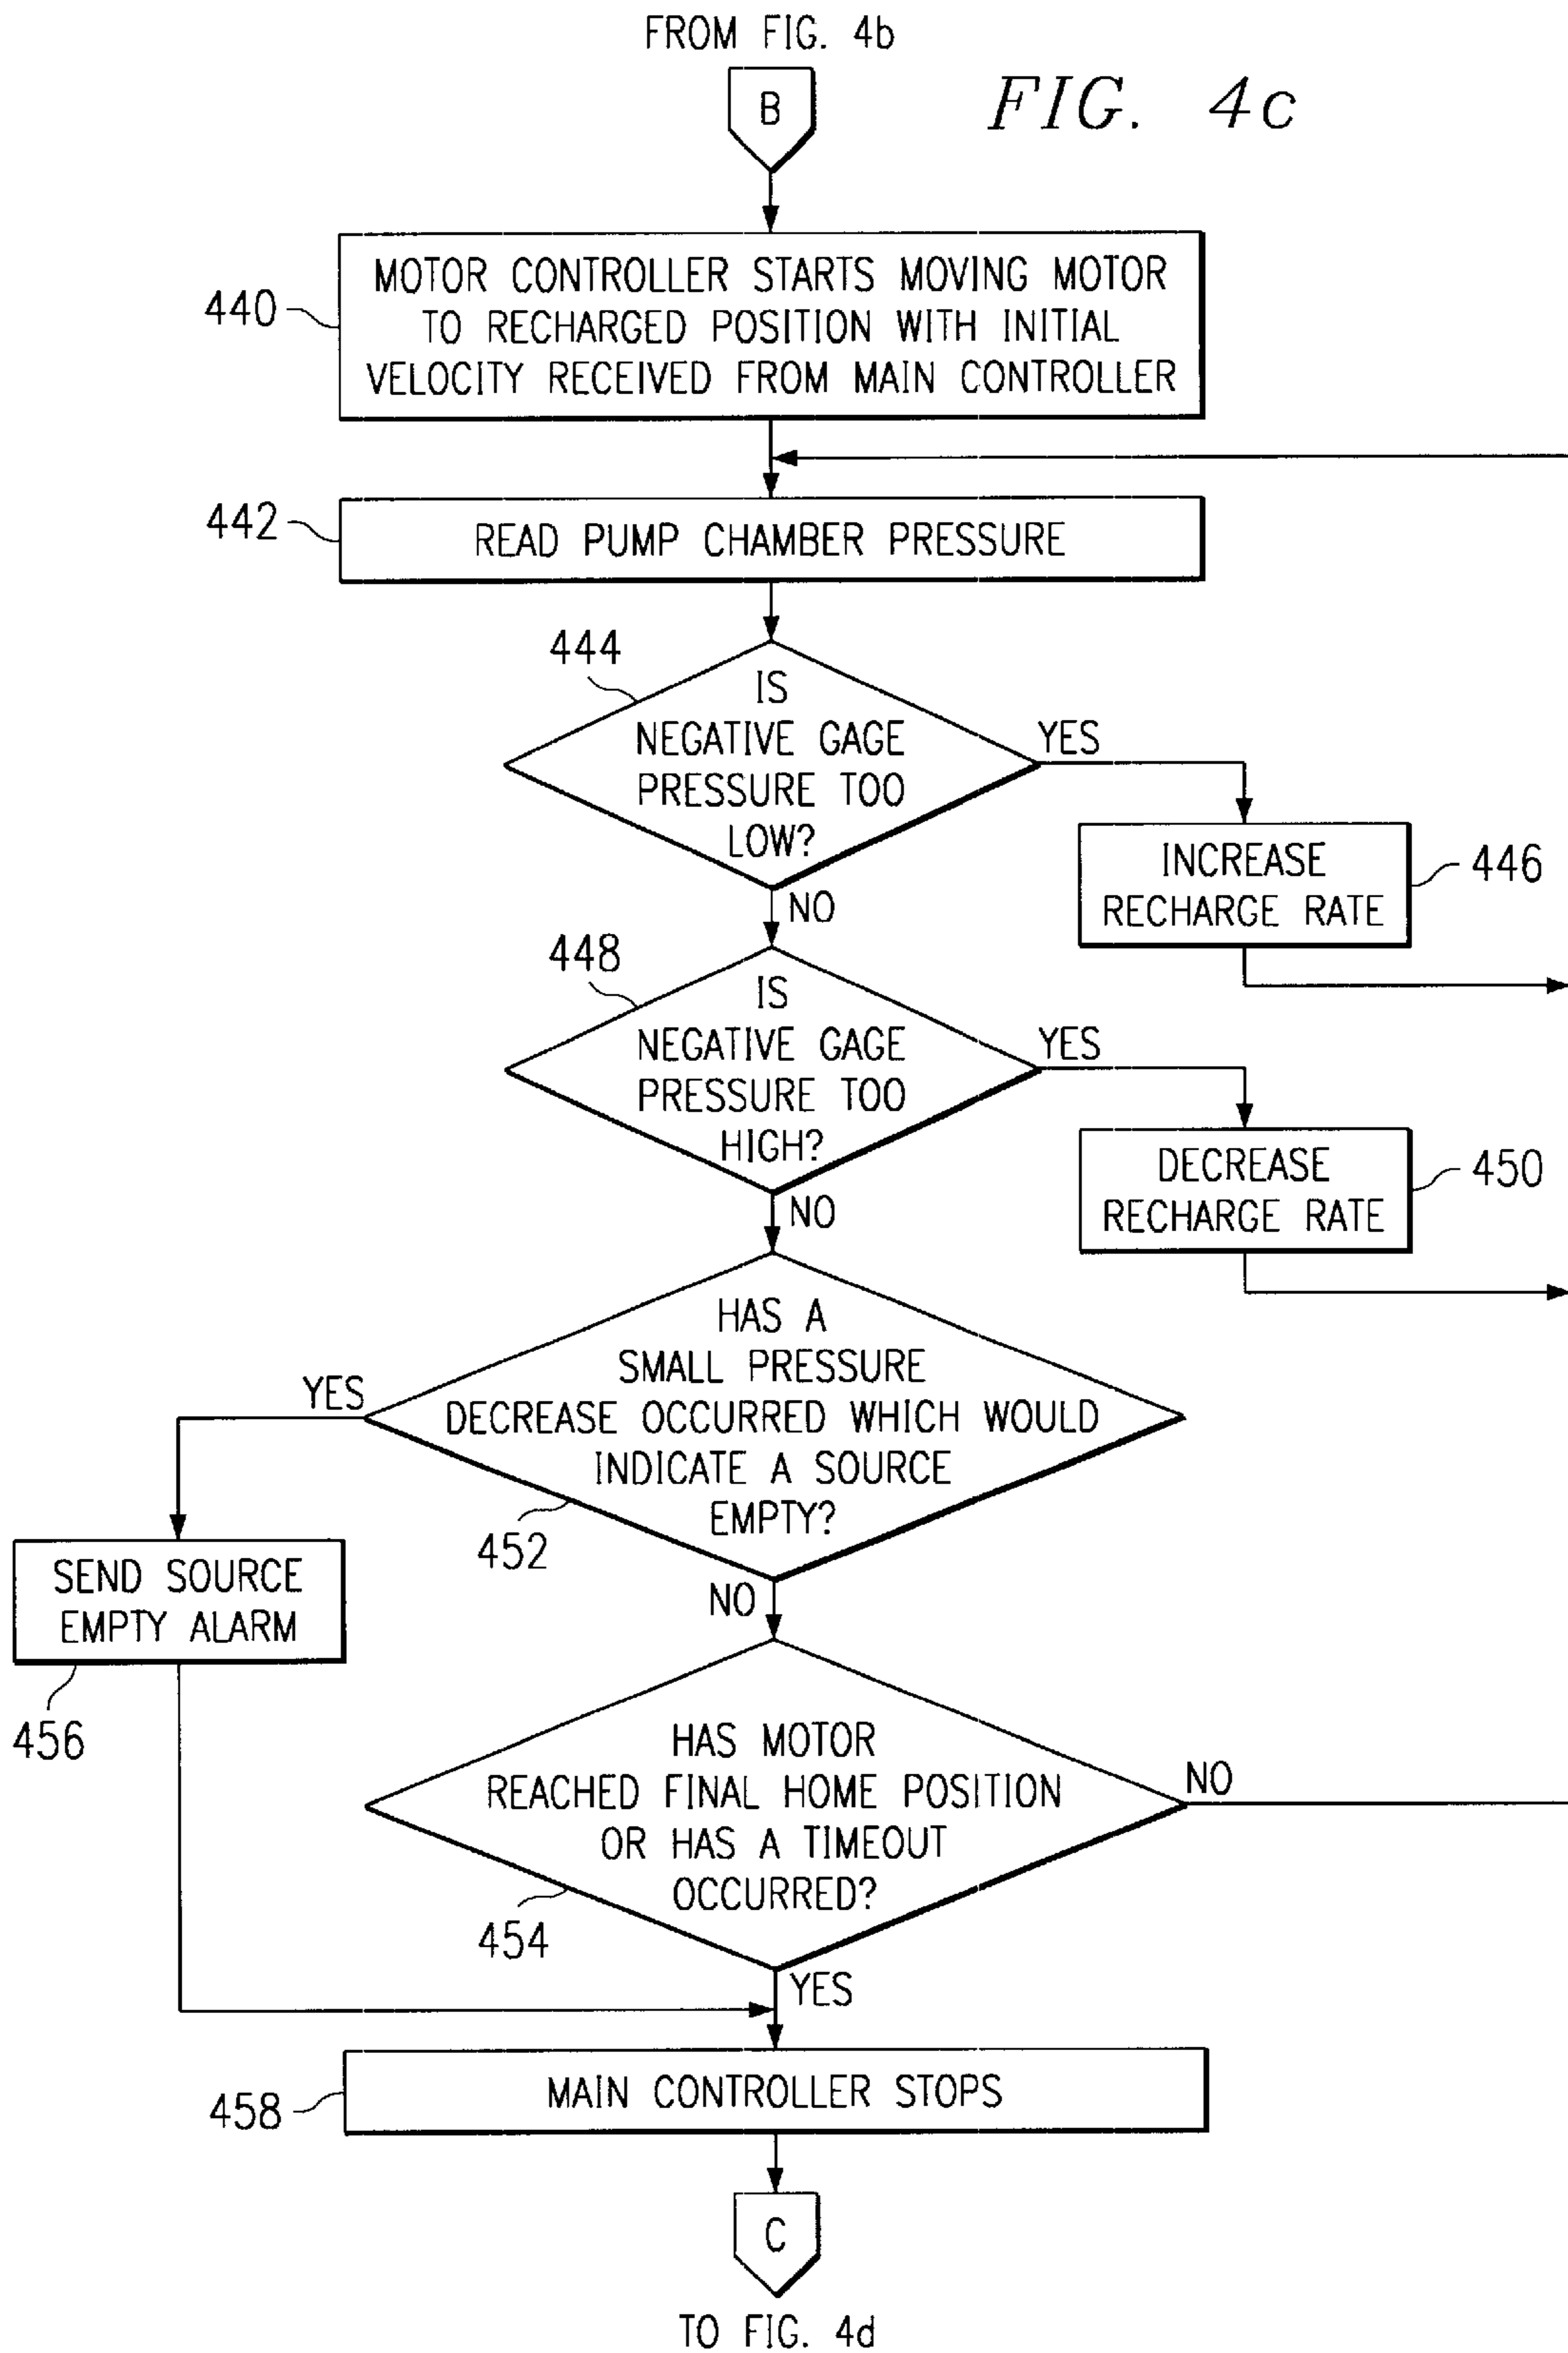 FROM FIG. 4b
B
FIG. 4c
440
MOTOR CONTROLLER STARTS MOVING MOTOR
TO RECHARGED POSITION WITH INITIAL
VELOCITY RECEIVED FROM MAIN CONTROLLER
442
READ PUMP CHAMBER PRESSURE
444
IS
NEGATIVE GAGE
PRESSURE TOO
LOW?
YES
NO
INCREASE
RECHARGE RATE
446
448
IS
NEGATIVE GAGE
PRESSURE TOO
HIGH?
YES
NO
DECREASE
RECHARGE RATE
450
HAS A
SMALL PRESSURE
DECREASE OCCURRED WHICH WOULD
INDICATE A SOURCE
EMPTY?
YES
452
NO
SEND SOURCE
EMPTY ALARM
456
HAS MOTOR
REACHED FINAL HOME POSITION
OR HAS A TIMEOUT
OCCURRED?
NO
454
YES
458
MAIN CONTROLLER STOPS
C
TO FIG. 4d